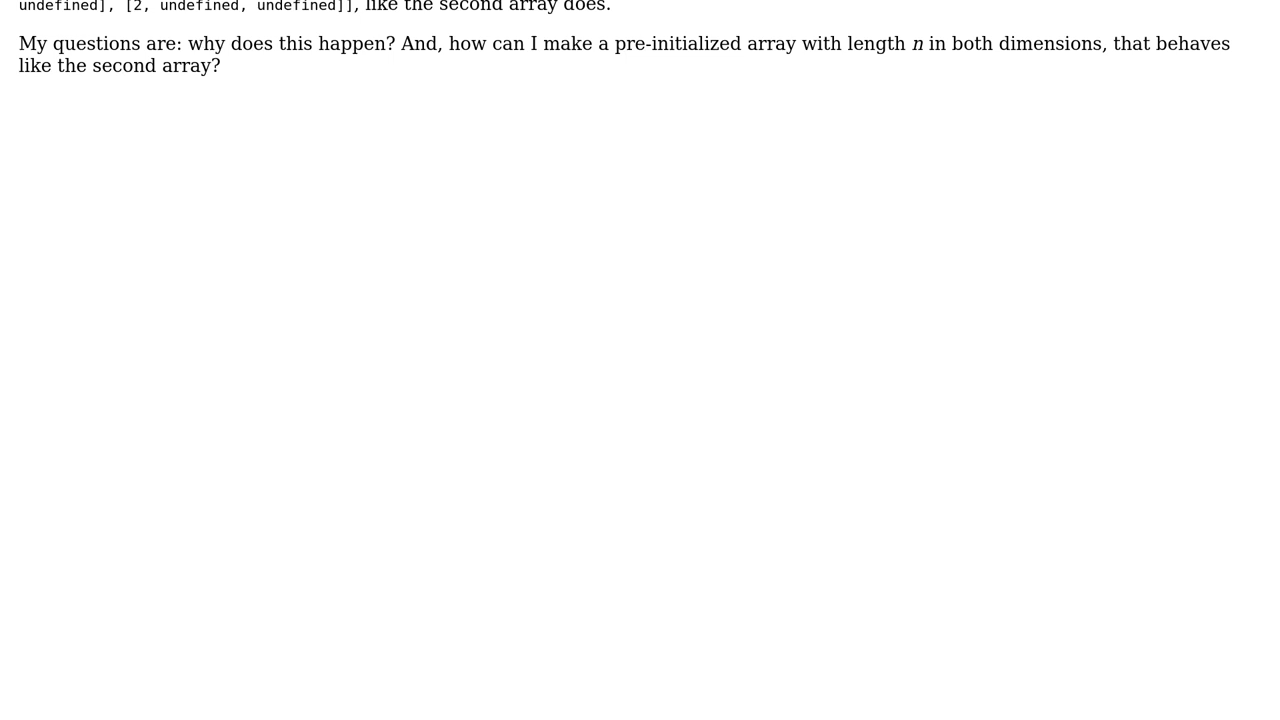 undefined], [2, undefined, undefined]], like the second array does.
My questions are: why does this happen? And, how can I make a pre-initialized array with length n in both dimensions, that behaves
like the second array?